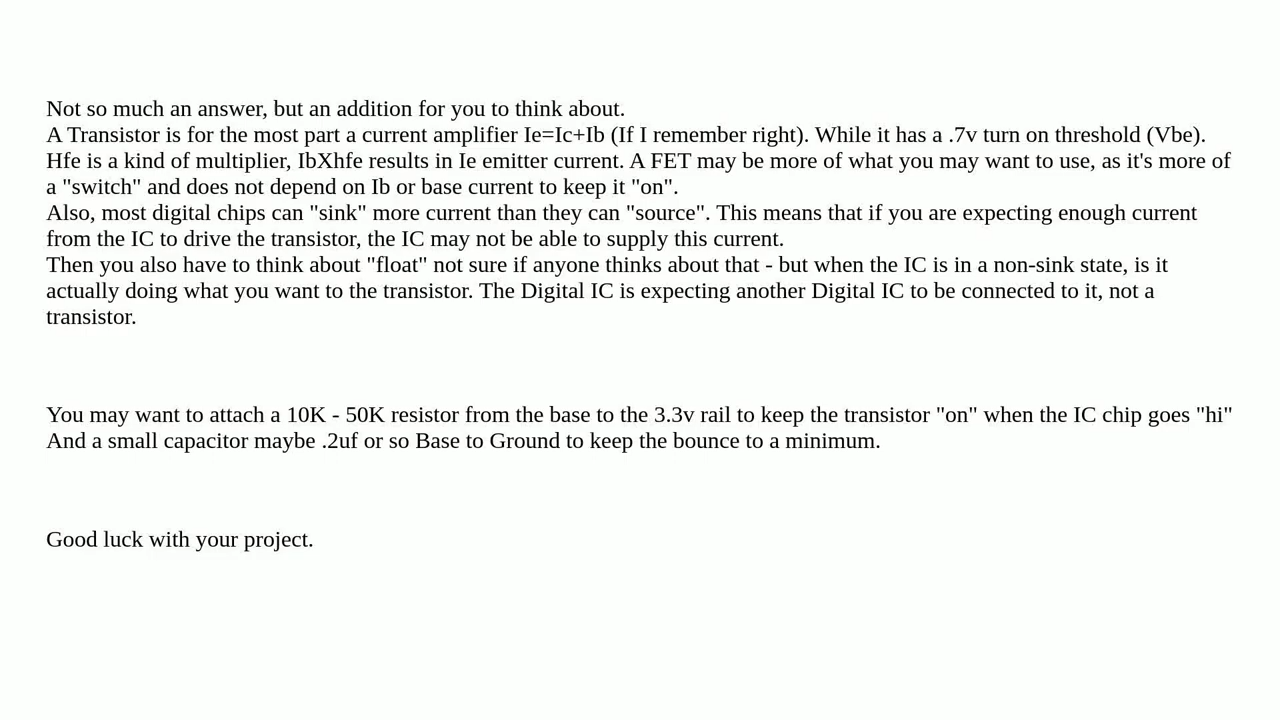 Not so much an answer, but an addition for you to think about.
A Transistor is for the most part a current amplifier Ie=Ic+Ib (If I remember right). While it has a .7v turn on threshold (Vbe).
Hfe is a kind of multiplier, IbXhfe results in Ie emitter current. A FET may be more of what you may want to use, as it's more of
a "switch" and does not depend on Ib or base current to keep it "on".
Also, most digital chips can "sink" more current than they can "source". This means that if you are expecting enough current
from the IC to drive the transistor, the IC may not be able to supply this current.
Then you also have to think about "float" not sure if anyone thinks about that - but when the IC is in a non-sink state, is it
actually doing what you want to the transistor. The Digital IC is expecting another Digital IC to be connected to it, not a
transistor.
You may want to attach a 10K - 50K resistor from the base to the 3.3v rail to keep the transistor "on" when the IC chip goes "hi"
And a small capacitor maybe .2uf or so Base to Ground to keep the bounce to a minimum.
Good luck with your project.